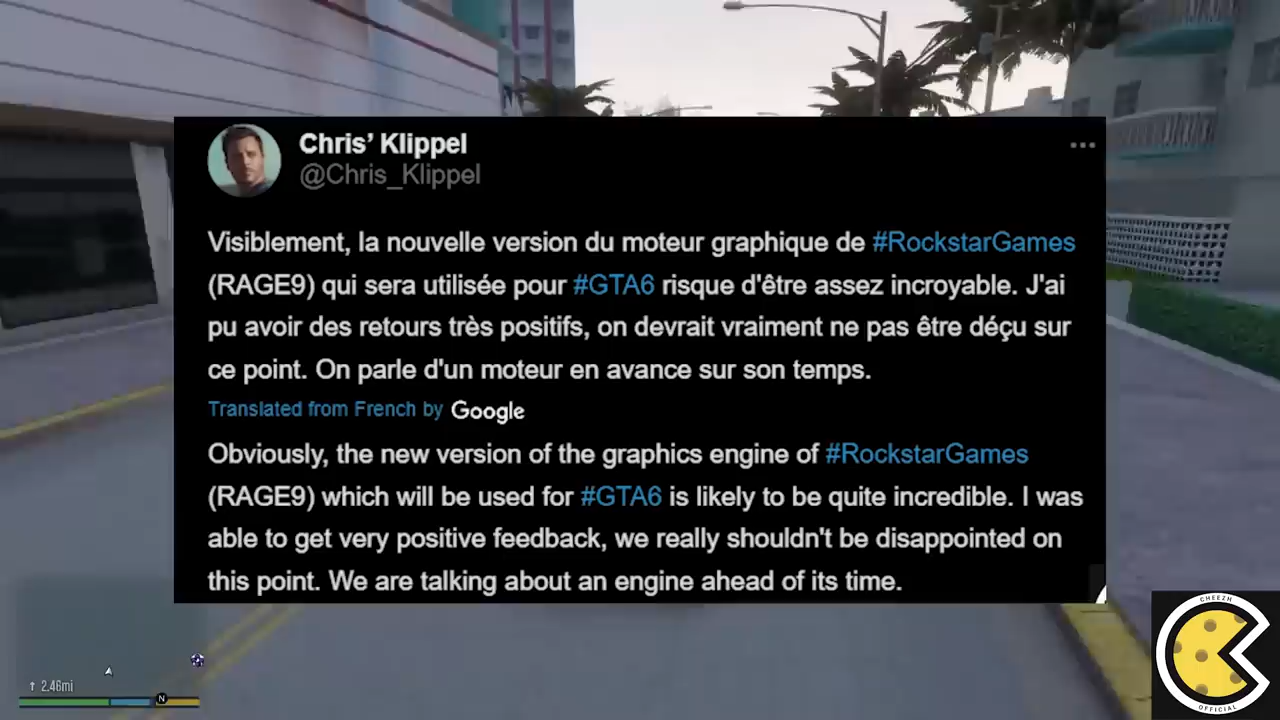 Chris’ Klippel
@Chris_Klippel
Visiblement, la nouvelle version du moteur graphique de #RockstarGames
(RAGE9) qui sera utilisée pour #GTA6 risque d'être assez incroyable. J'ai
pu avoir des retours très positifs, on devrait vraiment ne pas être déçu sur
ce point. On parle d'un moteur en avance sur son temps.
Translated from French by Google
Obviously, the new version of the graphics engine of #RockstarGames
(RAGE9) which will be used for #GTA6 is likely to be quite incredible. I was
able to get very positive feedback, we really shouldn't be disappointed on
this point. We are talking about an engine ahead of its time.
CHEEZH
OFFICIAL
↑ 2.46mi
N